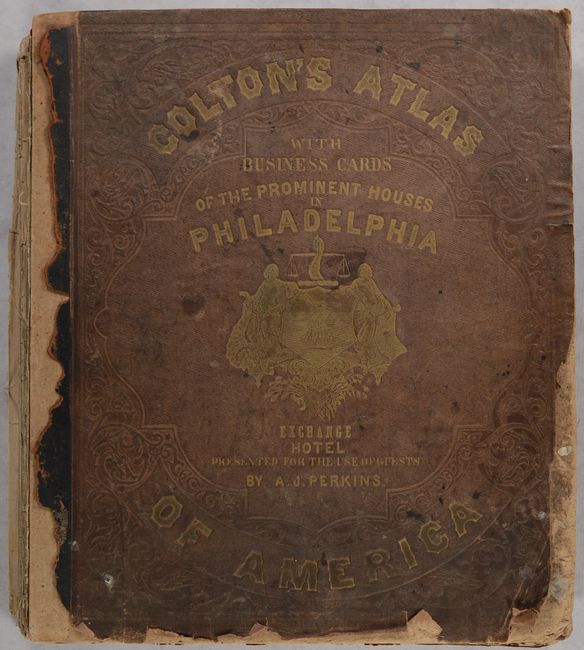 COLTON'S ATLAS
WITH
BUSINESS CARDS
OF THE PROMINENT HOUSES
IN
PHILADELPHIA
EXCHANGE
HOTEL
PRESENTED FOR THE USE OF GUESTS
BY A. J. PERKINS.
OF AMERICA